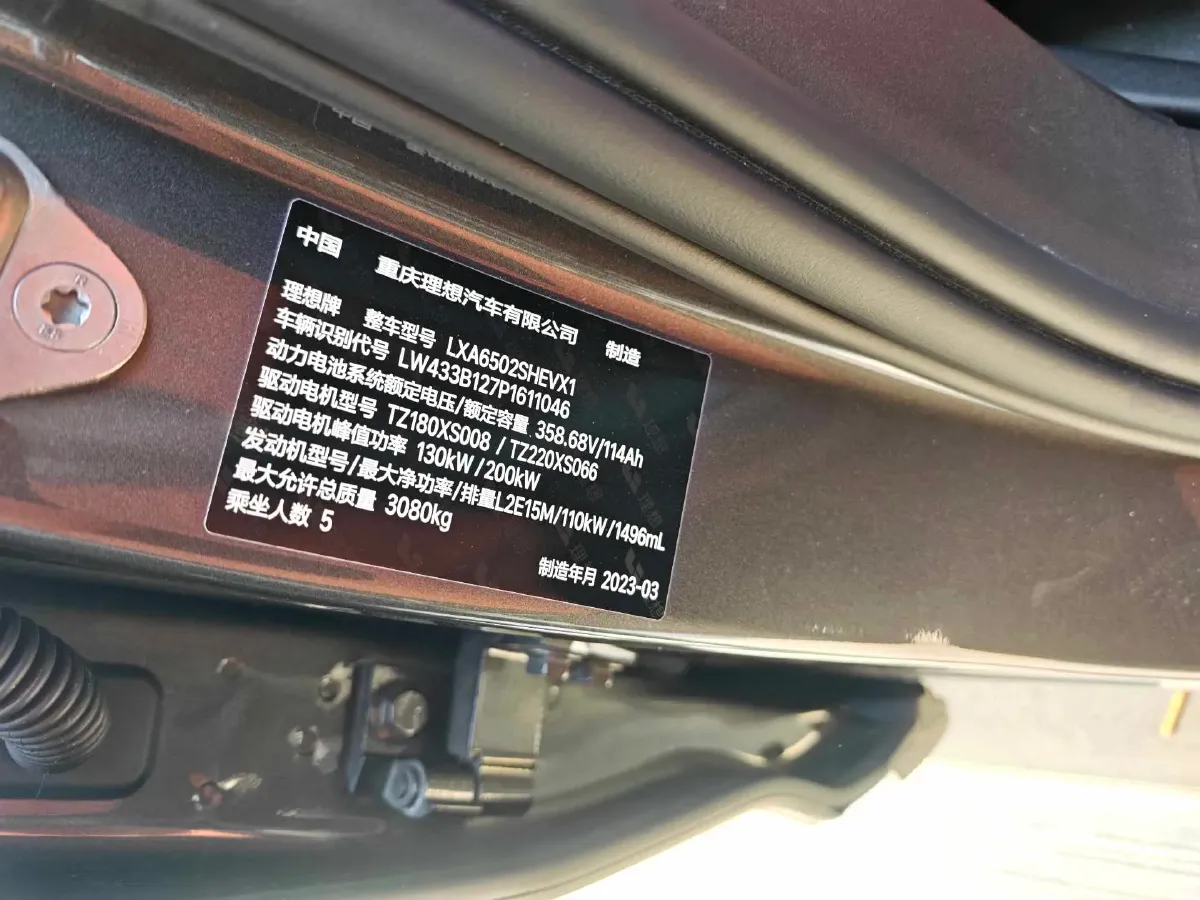 中国 重庆理想汽车有限公司 制造
理想牌 整车型号 LXA6502SHEVX1
车辆识别代号 LW433B127P1611046
动力电池系统额定电压/额定容量 358.68V/114Ah
驱动电机型号 TZ180XS008 / TZ220XS066
驱动电机峰值功率 130kW/200kW
发动机型号/最大净功率/排量L2E15M/110kW/1496mL
最大允许总质量 3080kg
乘坐人数 5
制造年月 2023-03